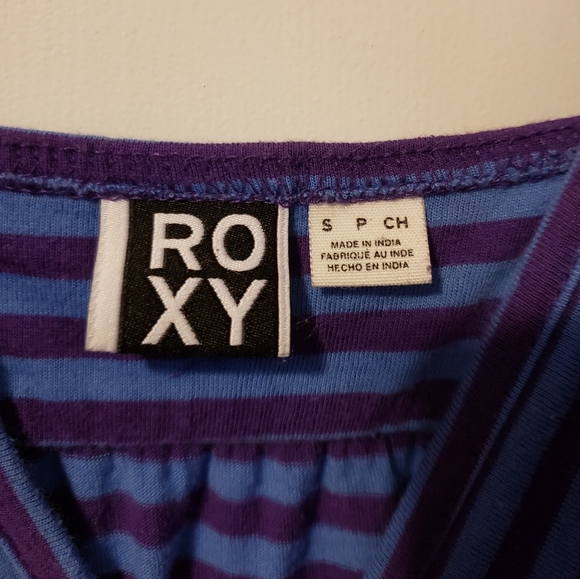 RO
XY
S P CH
MADE IN INDIA
FABRIQUÉ AU INDE
HECHO EN INDIA